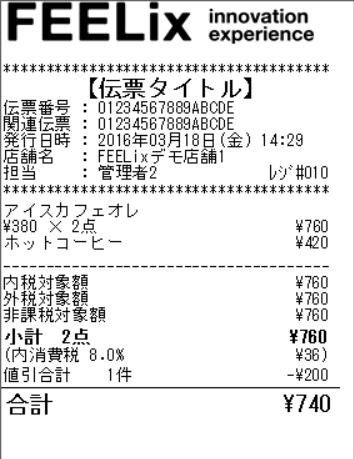 FEELix innovation experience
****************************************
【伝票タイトル】
伝票番号 : 01234567889ABCDE
関連伝票 : 01234567889ABCDE
発行日時 : 2016年03月18日(金) 14:29
店舗名 : FEELixデモ店舗1
担当 : 管理者2 レジ#010
****************************************
アイスカフェオレ
¥380 × 2点 ¥760
ホットコーヒー ¥420
----------------------------------------
内税対象額 ¥760
外税対象額 ¥760
非課税対象額 ¥760
小計 2点 ¥760
(内消費税 8.0% ¥36)
値引合計 1件 -¥200
合計 ¥740